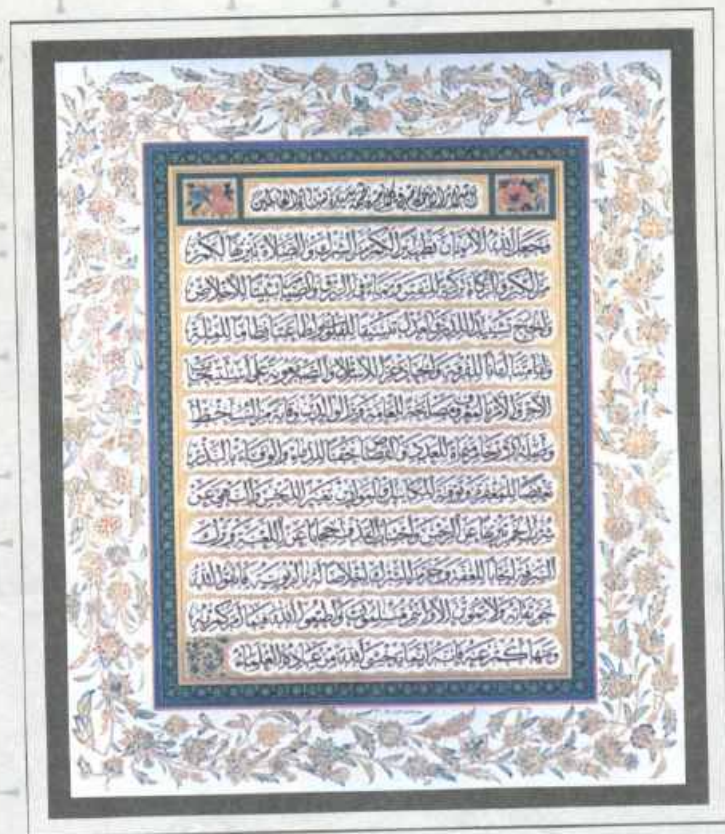 سيدة نساء العالمين
فجعل الله الإيمان تطهيرا لكم من الشرك والصلاة تنزيها لكم
من الكبر والزكاة تزكية للنفس ونماء في الرزق والصيام تثبيتا للإخلاص
والحج تشييدا للدين والعدل تنسيقا للقلوب وإطاعتنا نظاما للملة
وإمامتنا أمانا للفرقة والجهاد عزا للإسلام والصبر معونة على استيجاب
الأجر والأمر بالمعروف مصلحة للعامة وبر الوالدين وقاية من السخط
وصلة الأرحام منماة للعدد والقصاص حقنا للدماء والوفاء بالنذر
تعريضا للمغفرة وتوفية المكاييل والموازين تغييرا للبخس والنهي عن
شرب الخمر تنزيها عن الرجس واجتناب القذف حجابا عن اللعنة وترك
السرقة إيجابا للعفة وحرم الشرك إخلاصا له بالربوبية فاتقوا الله
حق تقاته ولا تموتن إلا وأنتم مسلمون وأطيعوا الله فيما أمركم به
ونهاكم عنه فإنه إنما يخشى الله من عباده العلماء